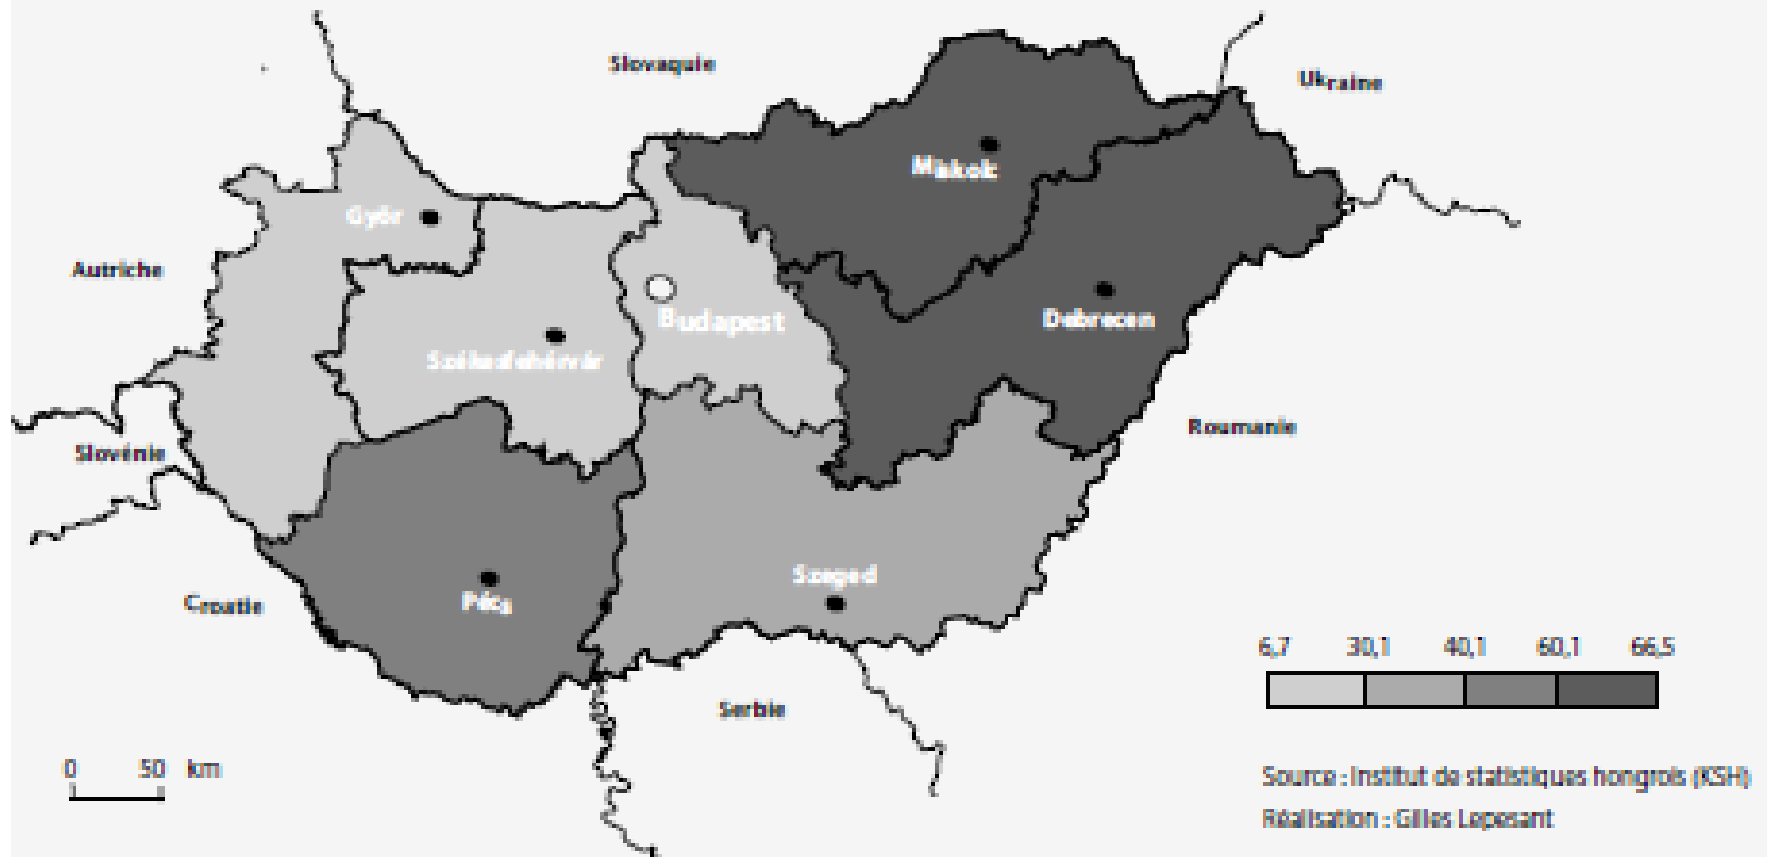 Slovaquie
Ukraine
Miskolc
Győr
Autriche
Budapest
Debrecen
Székesfehérvár
Roumanie
Slovénie
Szeged
Croatie
Pécs
6,7 30,1 40,1 60,1 66,5
Serbie
0 50 km
Source : Institut de statistiques hongrois (KSH)
Réalisation : Gilles Lepesant